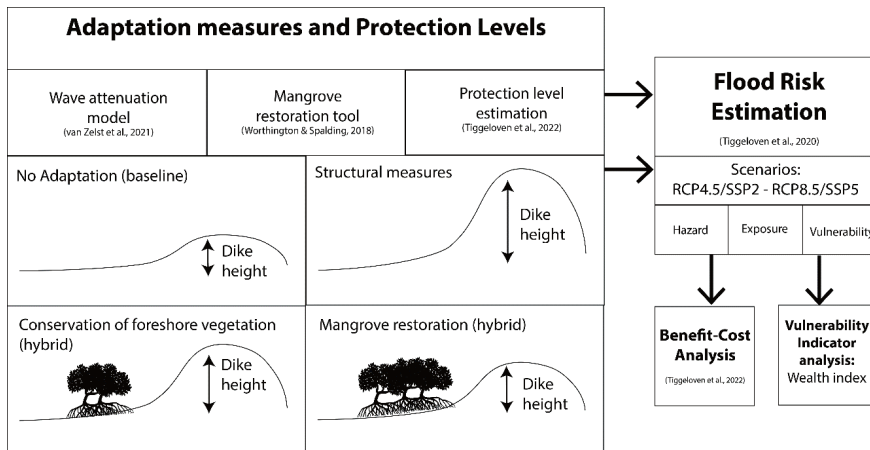 Adaptation measures and Protection Levels
Wave attenuation
model
(van Zelst et al., 2021)
Mangrove
restoration tool
(Worthington & Spalding, 2018)
Protection level
estimation
(Tiggeloven et al., 2022)
No Adaptation (baseline)
Dike
height
Structural measures
Dike
height
Conservation of foreshore vegetation
(hybrid)
Dike
height
Mangrove restoration (hybrid)
Dike
height
Flood Risk
Estimation
(Tiggeloven et al., 2020)
Scenarios:
RCP4.5/SSP2 - RCP8.5/SSP5
Hazard
Exposure
Vulnerability
Benefit-Cost
Analysis
(Tiggeloven et al., 2022)
Vulnerability
Indicator
analysis:
Wealth index